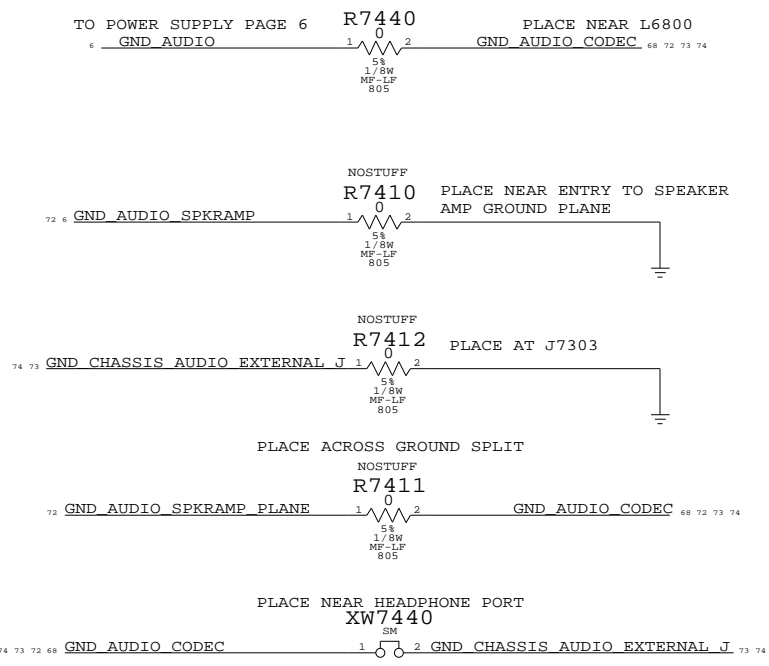 TO POWER SUPPLY PAGE 6 R7440 PLACE NEAR L6800
0
6 GND_AUDIO 1 2 GND_AUDIO_CODEC 68 72 73 74
5%
1/8W
MF-LF
805
NOSTUFF
R7410 PLACE NEAR ENTRY TO SPEAKER
0 AMP GROUND PLANE
72 6 GND_AUDIO_SPKRAMP 1 2
5%
1/8W
MF-LF
805
NOSTUFF
R7412 PLACE AT J7303
0
74 73 GND_CHASSIS_AUDIO_EXTERNAL_J 1 2
5%
1/8W
MF-LF
805
PLACE ACROSS GROUND SPLIT
NOSTUFF
R7411
0
72 GND_AUDIO_SPKRAMP_PLANE 1 2 GND_AUDIO_CODEC 68 72 73 74
5%
1/8W
MF-LF
805
PLACE NEAR HEADPHONE PORT
XW7440
SM
74 73 72 68 GND_AUDIO_CODEC 1 2 GND_CHASSIS_AUDIO_EXTERNAL_J 73 74